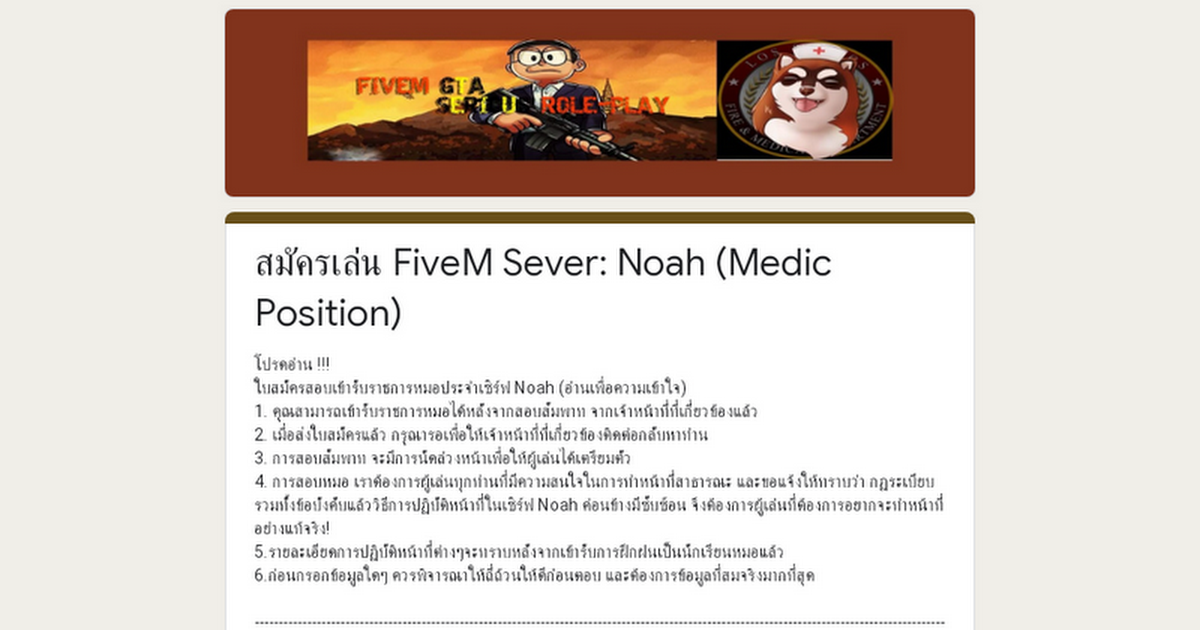 FIVEM GTA
ROLE-PLAY
FIRE & MEDICAL DEPARTMENT
สมัครเล่น FiveM Sever: Noah (Medic
Position)
โปรดอ่าน !!!
ใบสมัครสอบเข้ารับราชการหมอประจำเซิร์ฟ Noah (อ่านเพื่อความเข้าใจ)
1. คุณสามารถเข้ารับราชการหมอได้หลังจากสอบสัมพาท จากเจ้าหน้าที่ที่เกี่ยวข้องแล้ว
2. เมื่อส่งใบสมัครแล้ว กรุณารอเพื่อให้เจ้าหน้าที่ที่เกี่ยวข้องติดต่อกลับหาท่าน
3. การสอบสัมพาท จะมีการนัดล่วงหน้าเพื่อให้ผู้เล่นได้เตรียมตัว
4. การสอบหมอ เราต้องการผู้เล่นทุกท่านที่มีความสนใจในการทำหน้าที่สาธารณะ และขอแจ้งให้ทราบว่า กฎระเบียบ
รวมทั้งข้อบังคับแล้ววิธีการปฏิบัติหน้าที่ในเซิร์ฟ Noah ค่อนข้างมีซับซ้อน จึงต้องการผู้เล่นที่ต้องการอยากจะทำหน้าที่
อย่างแท้จริง!
5.รายละเอียดการปฏิบัติหน้าที่ต่างๆจะทราบหลังจากเข้ารับการฝึกฝนเป็นนักเรียนหมอแล้ว
6.ก่อนกรอกข้อมูลใดๆ ควรพิจารณาให้ถี่ถ้วนให้ดีก่อนตอบ และต้องการข้อมูลที่สมจริงมากที่สุด